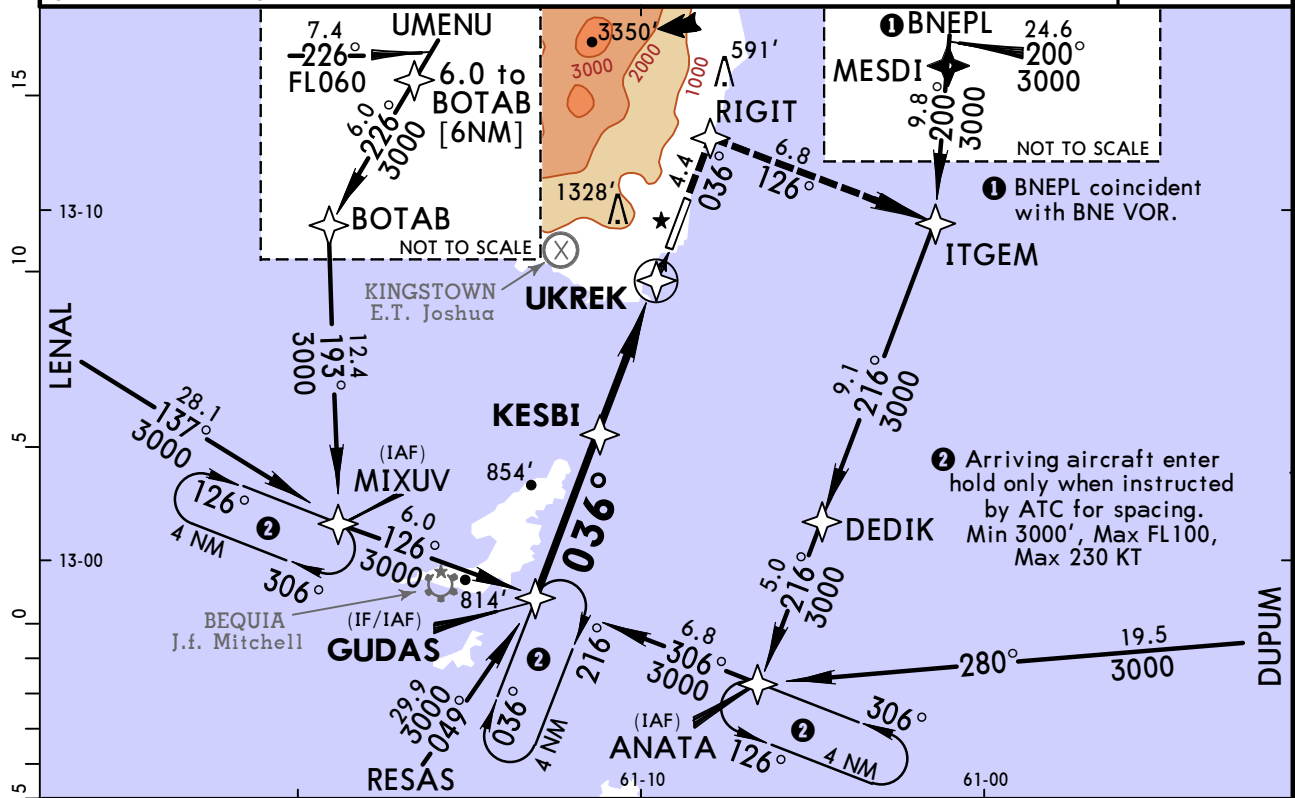 7.4
226°
FL060
UMENU
6.0 to
BOTAB
[6NM]
6.0
226°
3000
BOTAB
NOT TO SCALE
3350'
3000
2000
1000
591'
1328'
RIGIT
4.4
036°
6.8
126°
❶ BNEPL
24.6
200°
3000
MESDI
9.8
200°
3000
NOT TO SCALE
❶ BNEPL coincident
with BNE VOR.
ITGEM
15
13-10
10
KINGSTOWN
E.T. Joshua
UKREK
LENAL
12.4
193°
3000
28.1
137°
3000
KESBI
5
(IAF)
MIXUV
854'
9.1
216°
3000
❷ Arriving aircraft enter
hold only when instructed
by ATC for spacing.
Min 3000', Max FL100,
Max 230 KT
126°
❷
4 NM
306°
6.0
126°
3000
036°
DEDIK
13-00
814'
5.0
216°
3000
BEQUIA
J.f. Mitchell
(IF/IAF)
GUDAS
0
❷
216°
036°
4 NM
6.8
306°
3000
280°
19.5
3000
DUPUM
29.9
3000
049°
RESAS
(IAF)
ANATA
306°
❷
126°
4 NM
5
61-10
61-00